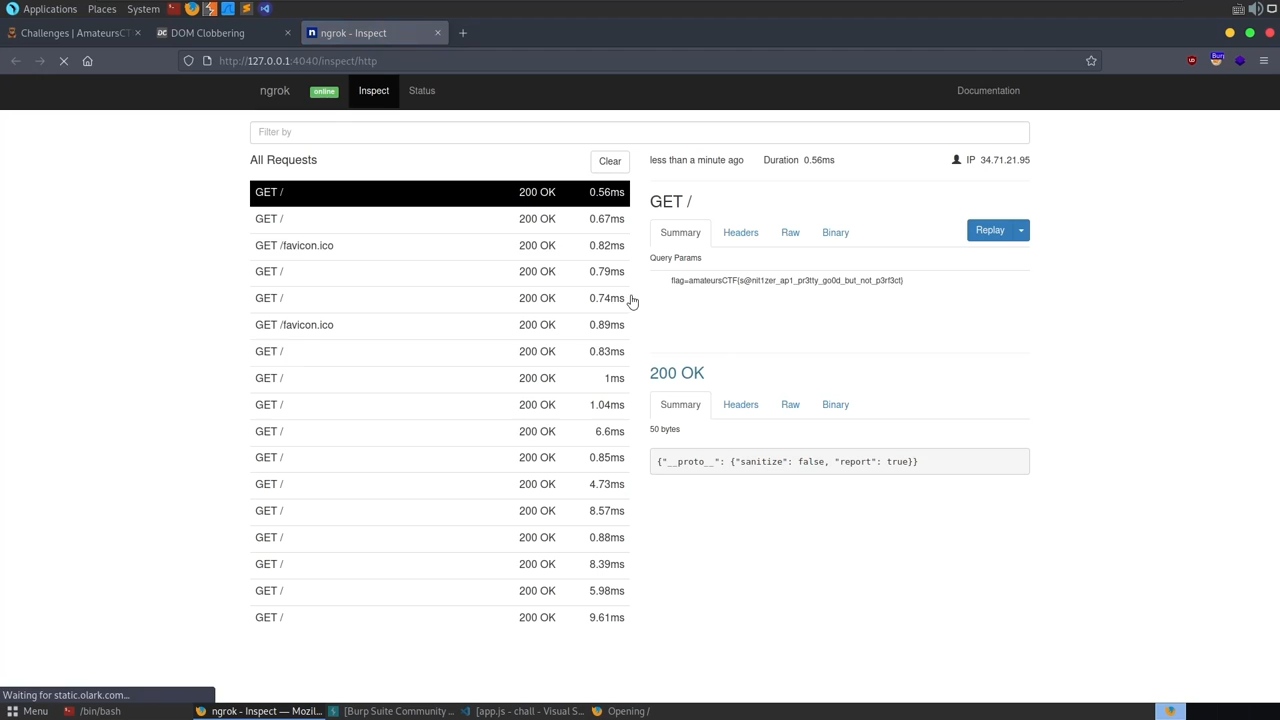 Applications Places System
Challenges | AmateursCT
DOM Clobbering
ngrok - Inspect
http://127.0.0.1:4040/inspect/http
Burp
ngrok online Inspect Status Documentation
Filter by
All Requests Clear
GET / 200 OK 0.56ms
GET / 200 OK 0.67ms
GET /favicon.ico 200 OK 0.82ms
GET / 200 OK 0.79ms
GET / 200 OK 0.74ms
GET /favicon.ico 200 OK 0.89ms
GET / 200 OK 0.83ms
GET / 200 OK 1ms
GET / 200 OK 1.04ms
GET / 200 OK 6.6ms
GET / 200 OK 0.85ms
GET / 200 OK 4.73ms
GET / 200 OK 8.57ms
GET / 200 OK 0.88ms
GET / 200 OK 8.39ms
GET / 200 OK 5.98ms
GET / 200 OK 9.61ms
less than a minute ago Duration 0.56ms IP 34.71.21.95
GET /
Summary Headers Raw Binary Replay
Query Params
flag=amateursCTF{s@nit1zer_ap1_pr3tty_go0d_but_not_p3rf3ct}
200 OK
Summary Headers Raw Binary
50 bytes
{"__proto__": {"sanitize": false, "report": true}}
Waiting for static.olark.com...
Menu /bin/bash ngrok - Inspect — Mozil... [Burp Suite Community ... [app.js - chall - Visual S... Opening /